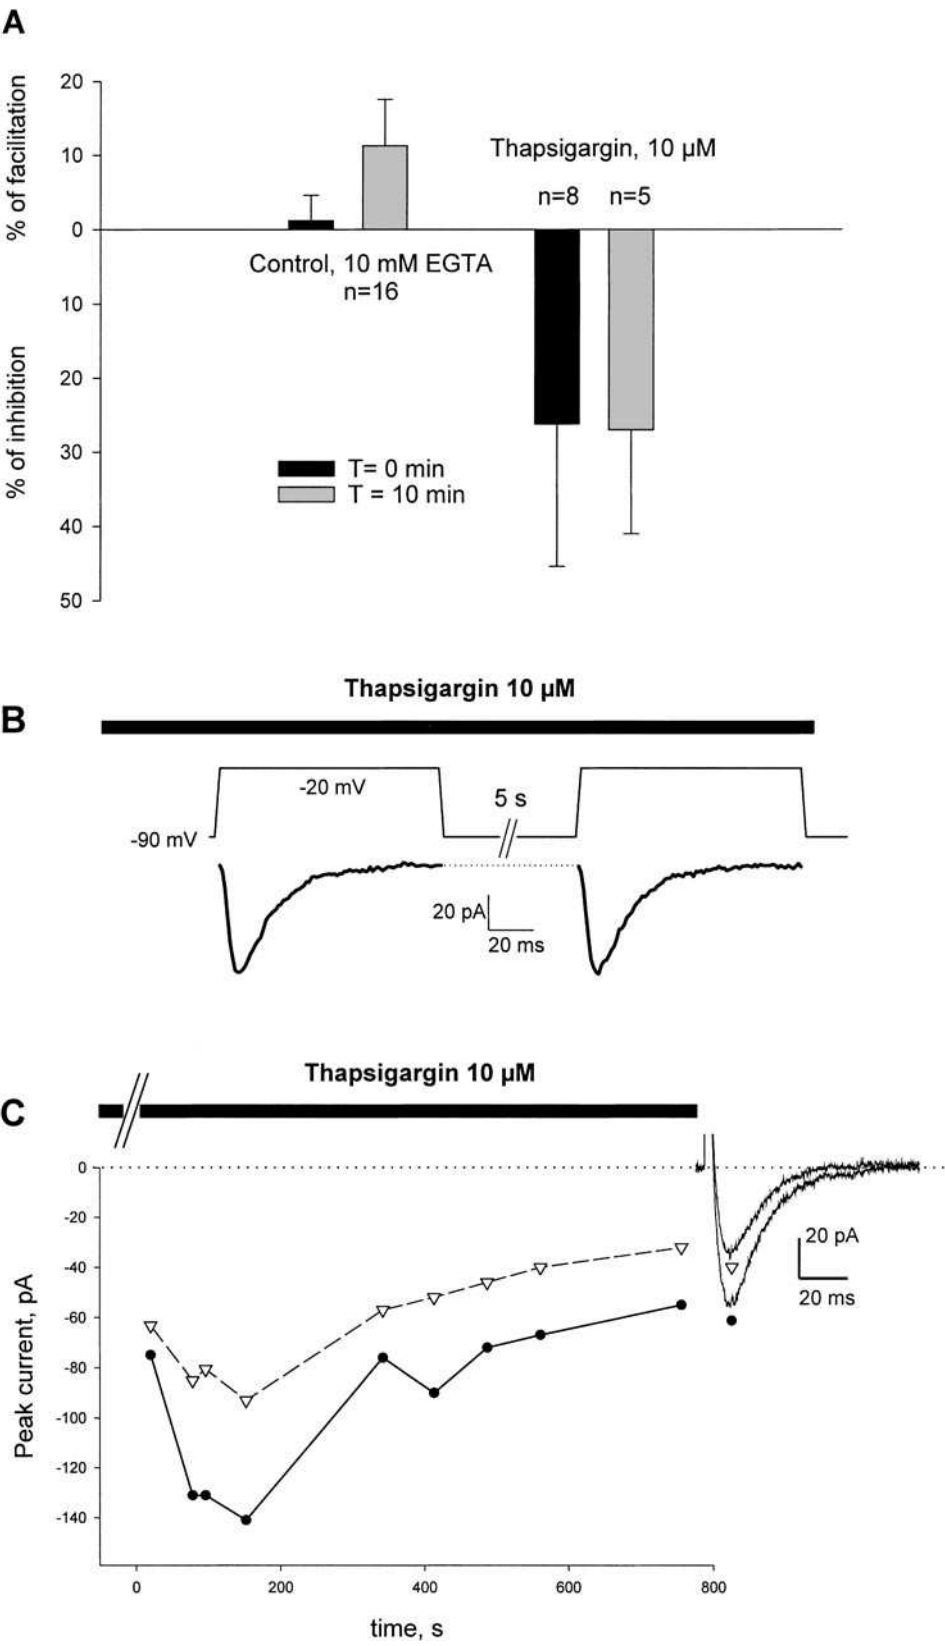 A
% of facilitation
% of inhibition
20
10
0
10
20
30
40
50
Thapsigargin, 10 µM
n=8 n=5
Control, 10 mM EGTA
n=16
T= 0 min
T = 10 min
B
Thapsigargin 10 µM
-20 mV
5 s
-90 mV
20 pA
20 ms
C
Thapsigargin 10 µM
Peak current, pA
0
-20
-40
-60
-80
-100
-120
-140
20 pA
20 ms
0 200 400 600 800
time, s